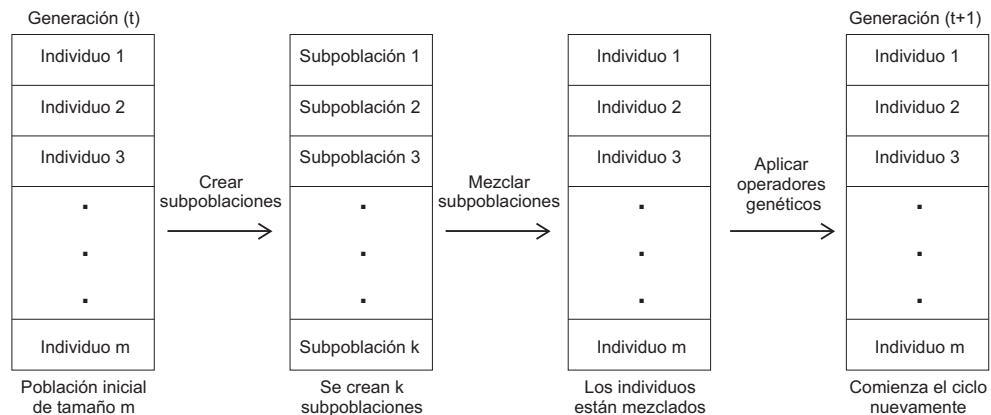 Generación (t)
Individuo 1
Individuo 2
Individuo 3
Individuo m
Población inicial
de tamaño m
Crear
subpoblaciones
Subpoblación 1
Subpoblación 2
Subpoblación 3
Subpoblación k
Se crean k
subpoblaciones
Mezclar
subpoblaciones
Individuo 1
Individuo 2
Individuo 3
Individuo m
Los individuos
están mezclados
Aplicar
operadores
genéticos
Generación (t+1)
Individuo 1
Individuo 2
Individuo 3
Individuo m
Comienza el ciclo
nuevamente